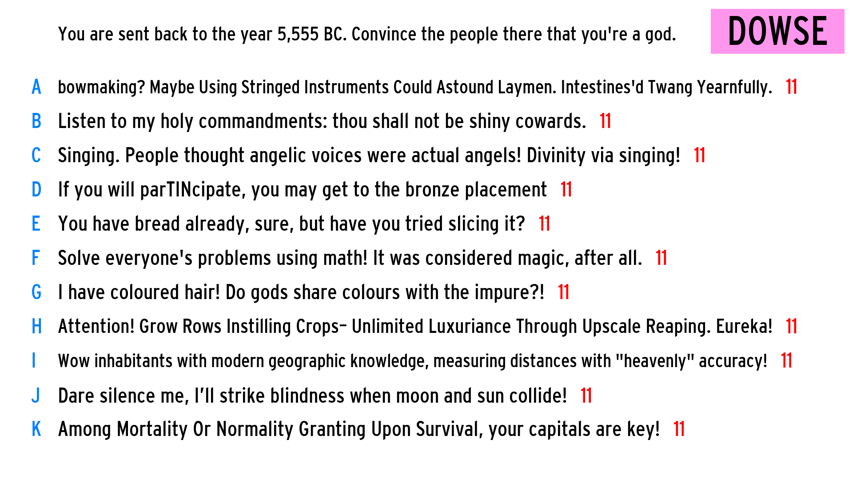 You are sent back to the year 5,555 BC. Convince the people there that you're a god.
DOWSE
A bowmaking? Maybe Using Stringed Instruments Could Astound Laymen. Intestines'd Twang Yearnfully. 11
B Listen to my holy commandments: thou shall not be shiny cowards. 11
C Singing. People thought angelic voices were actual angels! Divinity via singing! 11
D If you will parTINcipate, you may get to the bronze placement 11
E You have bread already, sure, but have you tried slicing it? 11
F Solve everyone's problems using math! It was considered magic, after all. 11
G I have coloured hair! Do gods share colours with the impure?! 11
H Attention! Grow Rows Instilling Crops- Unlimited Luxuriance Through Upscale Reaping. Eureka! 11
I Wow inhabitants with modern geographic knowledge, measuring distances with "heavenly" accuracy! 11
J Dare silence me, I’ll strike blindness when moon and sun collide! 11
K Among Mortality Or Normality Granting Upon Survival, your capitals are key! 11